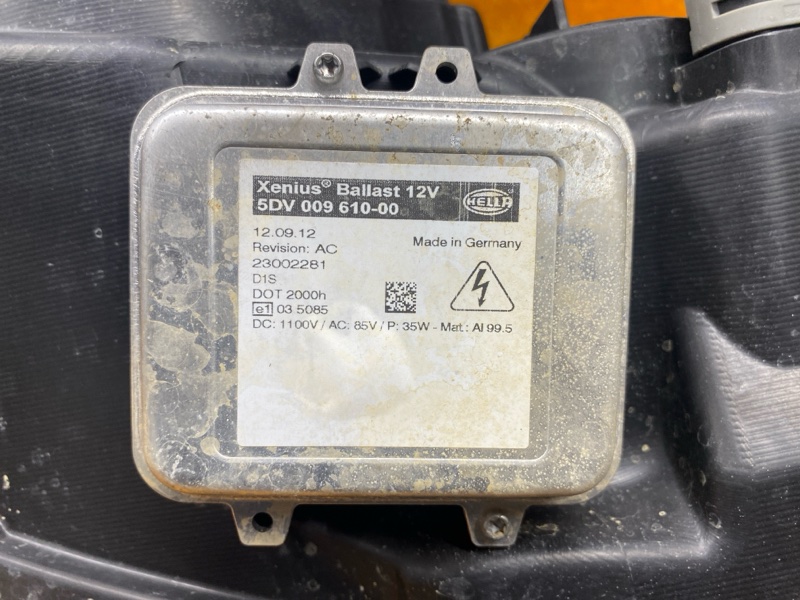 Xenius® Ballast 12V
5DV 009 610-00
HELLA
12.09.12
Made in Germany
Revision: AC
23002281
D1S
DOT 2000h
e1 03 5085
DC: 1100V / AC: 85V / P: 35W - Mat.: Al 99.5